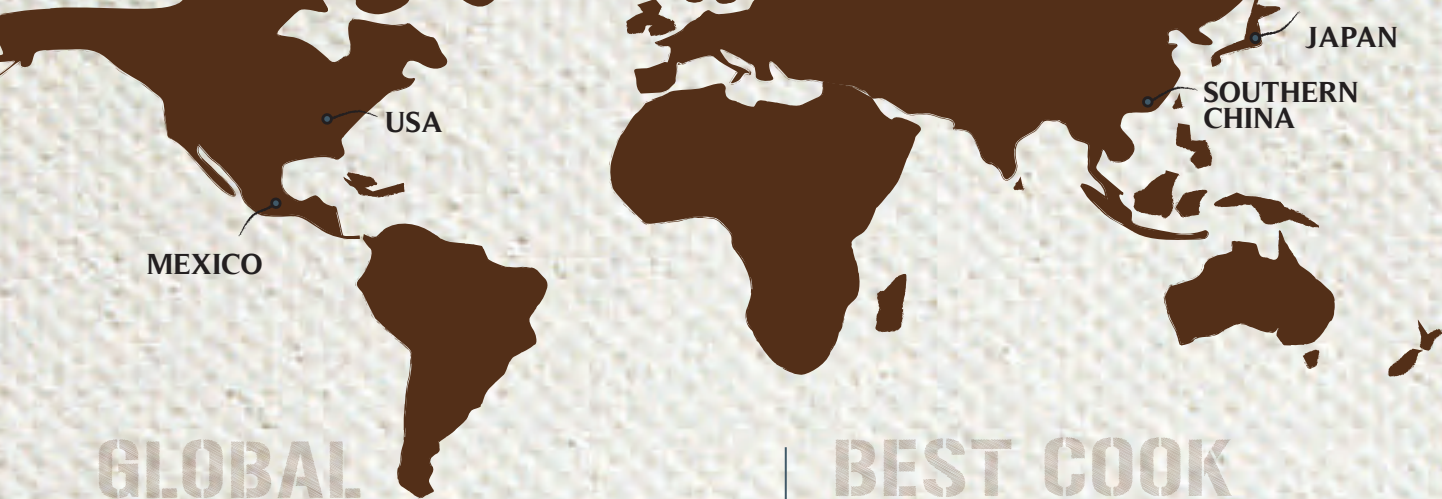 JAPAN
SOUTHERN
CHINA
USA
MEXICO
GLOBAL
BEST COOK